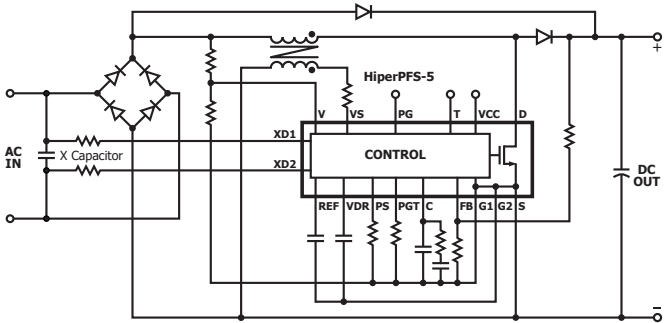 +
HiperPFS-5
V VS PG T VCC D
XD1
AC
IN
X Capacitor
CONTROL
XD2
DC
OUT
REF VDR PS PGT C FB G1 G2 S
−